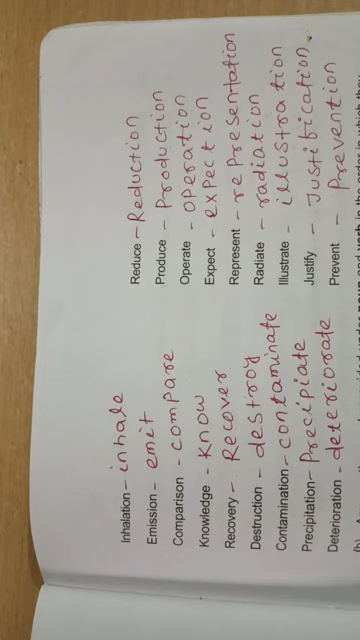 Inhalation - inhale
Emission - emit
Comparison - compare
Knowledge - Know
Recovery - Recover
Destruction - destroy
Contamination - contaminate
Precipitation - Precipiate
Deterioration - deteriorate
Reduce - Reduction
Produce - Production
Operate - operation
Expect - expection
Represent - representation
Radiate - radiation
Illustrate - illustration
Justify - Justification.
Prevent - Prevention